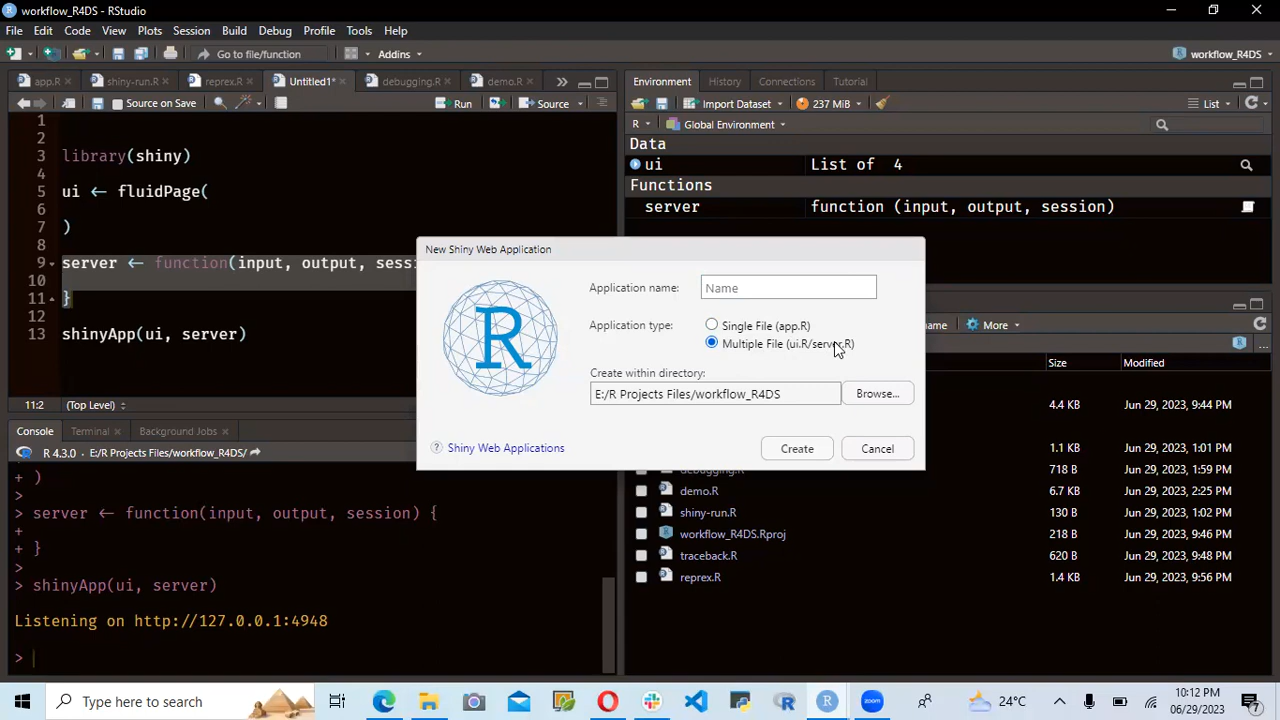 workflow_R4DS - RStudio
File Edit Code View Plots Session Build Debug Profile Tools Help
Go to file/function Addins workflow_R4DS
app.R shiny-run.R reprex.R Untitled1* debugging.R demo.R
Source on Save Run Source
1
2
3 library(shiny)
4
5 ui <- fluidPage(
6
7 )
8
9 server <- function(input, output, sessi
10
11 }
12
13 shinyApp(ui, server)
11:2 (Top Level)
Environment History Connections Tutorial
Import Dataset 237 MiB List
R Global Environment
Data
ui List of 4
Functions
server function (input, output, session)
New Shiny Web Application
Application name: Name
Application type: Single File (app.R)
Multiple File (ui.R/server.R)
Create within directory:
E:/R Projects Files/workflow_R4DS Browse...
? Shiny Web Applications Create Cancel
R
name More
Size Modified
4.4 KB Jun 29, 2023, 9:44 PM
1.1 KB Jun 29, 2023, 1:01 PM
debugging.R 718 B Jun 29, 2023, 1:59 PM
demo.R 6.7 KB Jun 29, 2023, 2:25 PM
shiny-run.R 130 B Jun 29, 2023, 1:02 PM
workflow_R4DS.Rproj 218 B Jun 29, 2023, 9:46 PM
traceback.R 620 B Jun 29, 2023, 9:48 PM
reprex.R 1.4 KB Jun 29, 2023, 9:56 PM
Console Terminal Background Jobs
R 4.3.0 · E:/R Projects Files/workflow_R4DS/
+ )
>
> server <- function(input, output, session) {
+
+ }
>
> shinyApp(ui, server)
Listening on http://127.0.0.1:4948
>
Type here to search
24°C
10:12 PM
06/29/2023
7